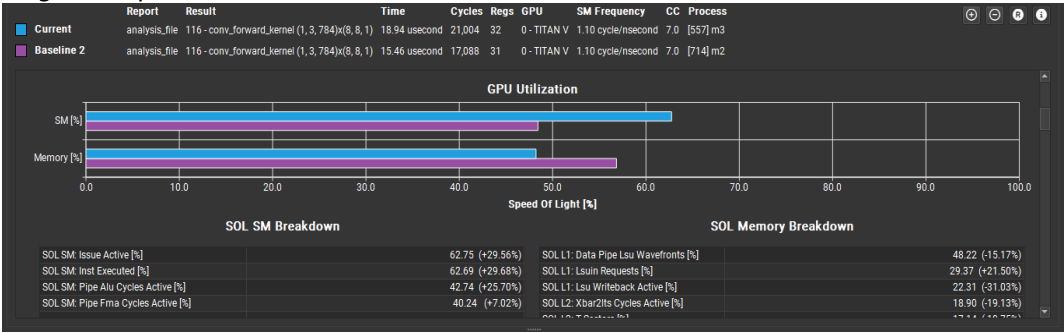 Report Result Time Cycles Regs GPU SM Frequency CC Process
Current analysis_file 116 - conv_forward_kernel (1, 3, 784)x(8, 8, 1) 18.94 usecond 21,004 32 0 - TITAN V 1.10 cycle/nsecond 7.0 [557] m3
Baseline 2 analysis_file 116 - conv_forward_kernel (1, 3, 784)x(8, 8, 1) 15.46 usecond 17,088 31 0 - TITAN V 1.10 cycle/nsecond 7.0 [714] m2
GPU Utilization
SM [%]
Memory [%]
0.0 10.0 20.0 30.0 40.0 50.0 60.0 70.0 80.0 90.0 100.0
Speed Of Light [%]
SOL SM Breakdown SOL Memory Breakdown
SOL SM: Issue Active [%] 62.75 (+29.56%) SOL L1: Data Pipe Lsu Wavefronts [%] 48.22 (-15.17%)
SOL SM: Inst Executed [%] 62.69 (+29.68%) SOL L1: Lsuin Requests [%] 29.37 (+21.50%)
SOL SM: Pipe Alu Cycles Active [%] 42.74 (+25.70%) SOL L1: Lsu Writeback Active [%] 22.31 (-31.03%)
SOL SM: Pipe Fma Cycles Active [%] 40.24 (+7.02%) SOL L2: Xbar2lts Cycles Active [%] 18.90 (-19.13%)